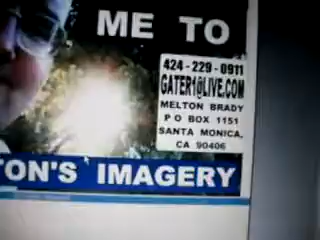 ME TO
424-229-0911
GATER1@LIVE.COM
MELTON BRADY
P O BOX 1151
SANTA MONICA,
CA 90406
TON'S IMAGERY